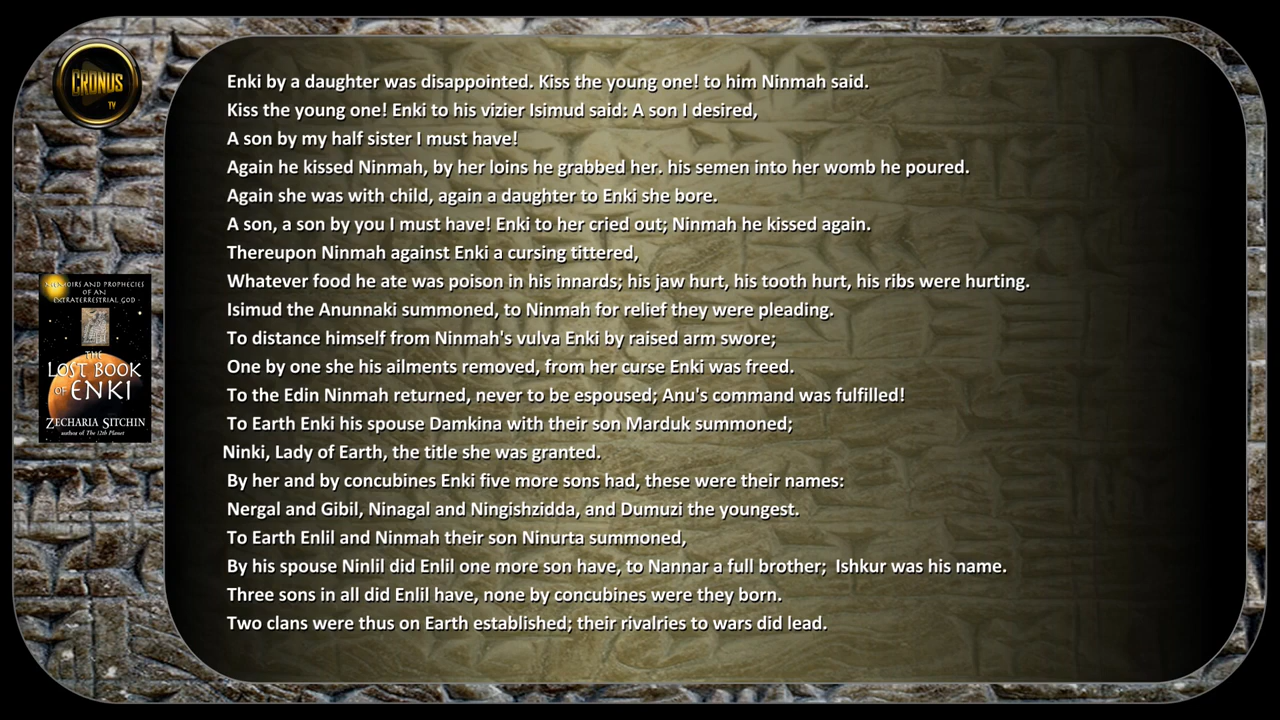 CRONUS
TV
Enki by a daughter was disappointed. Kiss the young one! to him Ninmah said.
Kiss the young one! Enki to his vizier Isimud said: A son I desired,
A son by my half sister I must have!
Again he kissed Ninmah, by her loins he grabbed her. his semen into her womb he poured.
Again she was with child, again a daughter to Enki she bore.
A son, a son by you I must have! Enki to her cried out; Ninmah he kissed again.
Thereupon Ninmah against Enki a cursing tittered,
Whatever food he ate was poison in his innards; his jaw hurt, his tooth hurt, his ribs were hurting.
Isimud the Anunnaki summoned, to Ninmah for relief they were pleading.
To distance himself from Ninmah's vulva Enki by raised arm swore;
One by one she his ailments removed, from her curse Enki was freed.
To the Edin Ninmah returned, never to be espoused; Anu's command was fulfilled!
To Earth Enki his spouse Damkina with their son Marduk summoned;
Ninki, Lady of Earth, the title she was granted.
By her and by concubines Enki five more sons had, these were their names:
Nergal and Gibil, Ninagal and Ningishzidda, and Dumuzi the youngest.
To Earth Enlil and Ninmah their son Ninurta summoned,
By his spouse Ninlil did Enlil one more son have, to Nannar a full brother; Ishkur was his name.
Three sons in all did Enlil have, none by concubines were they born.
Two clans were thus on Earth established; their rivalries to wars did lead.
MEMOIRS AND PROPHECIES
OF AN
EXTRATERRESTRIAL GOD
THE
LOST BOOK
OF ENKI
ZECHARIA SITCHIN
author of The 12th Planet